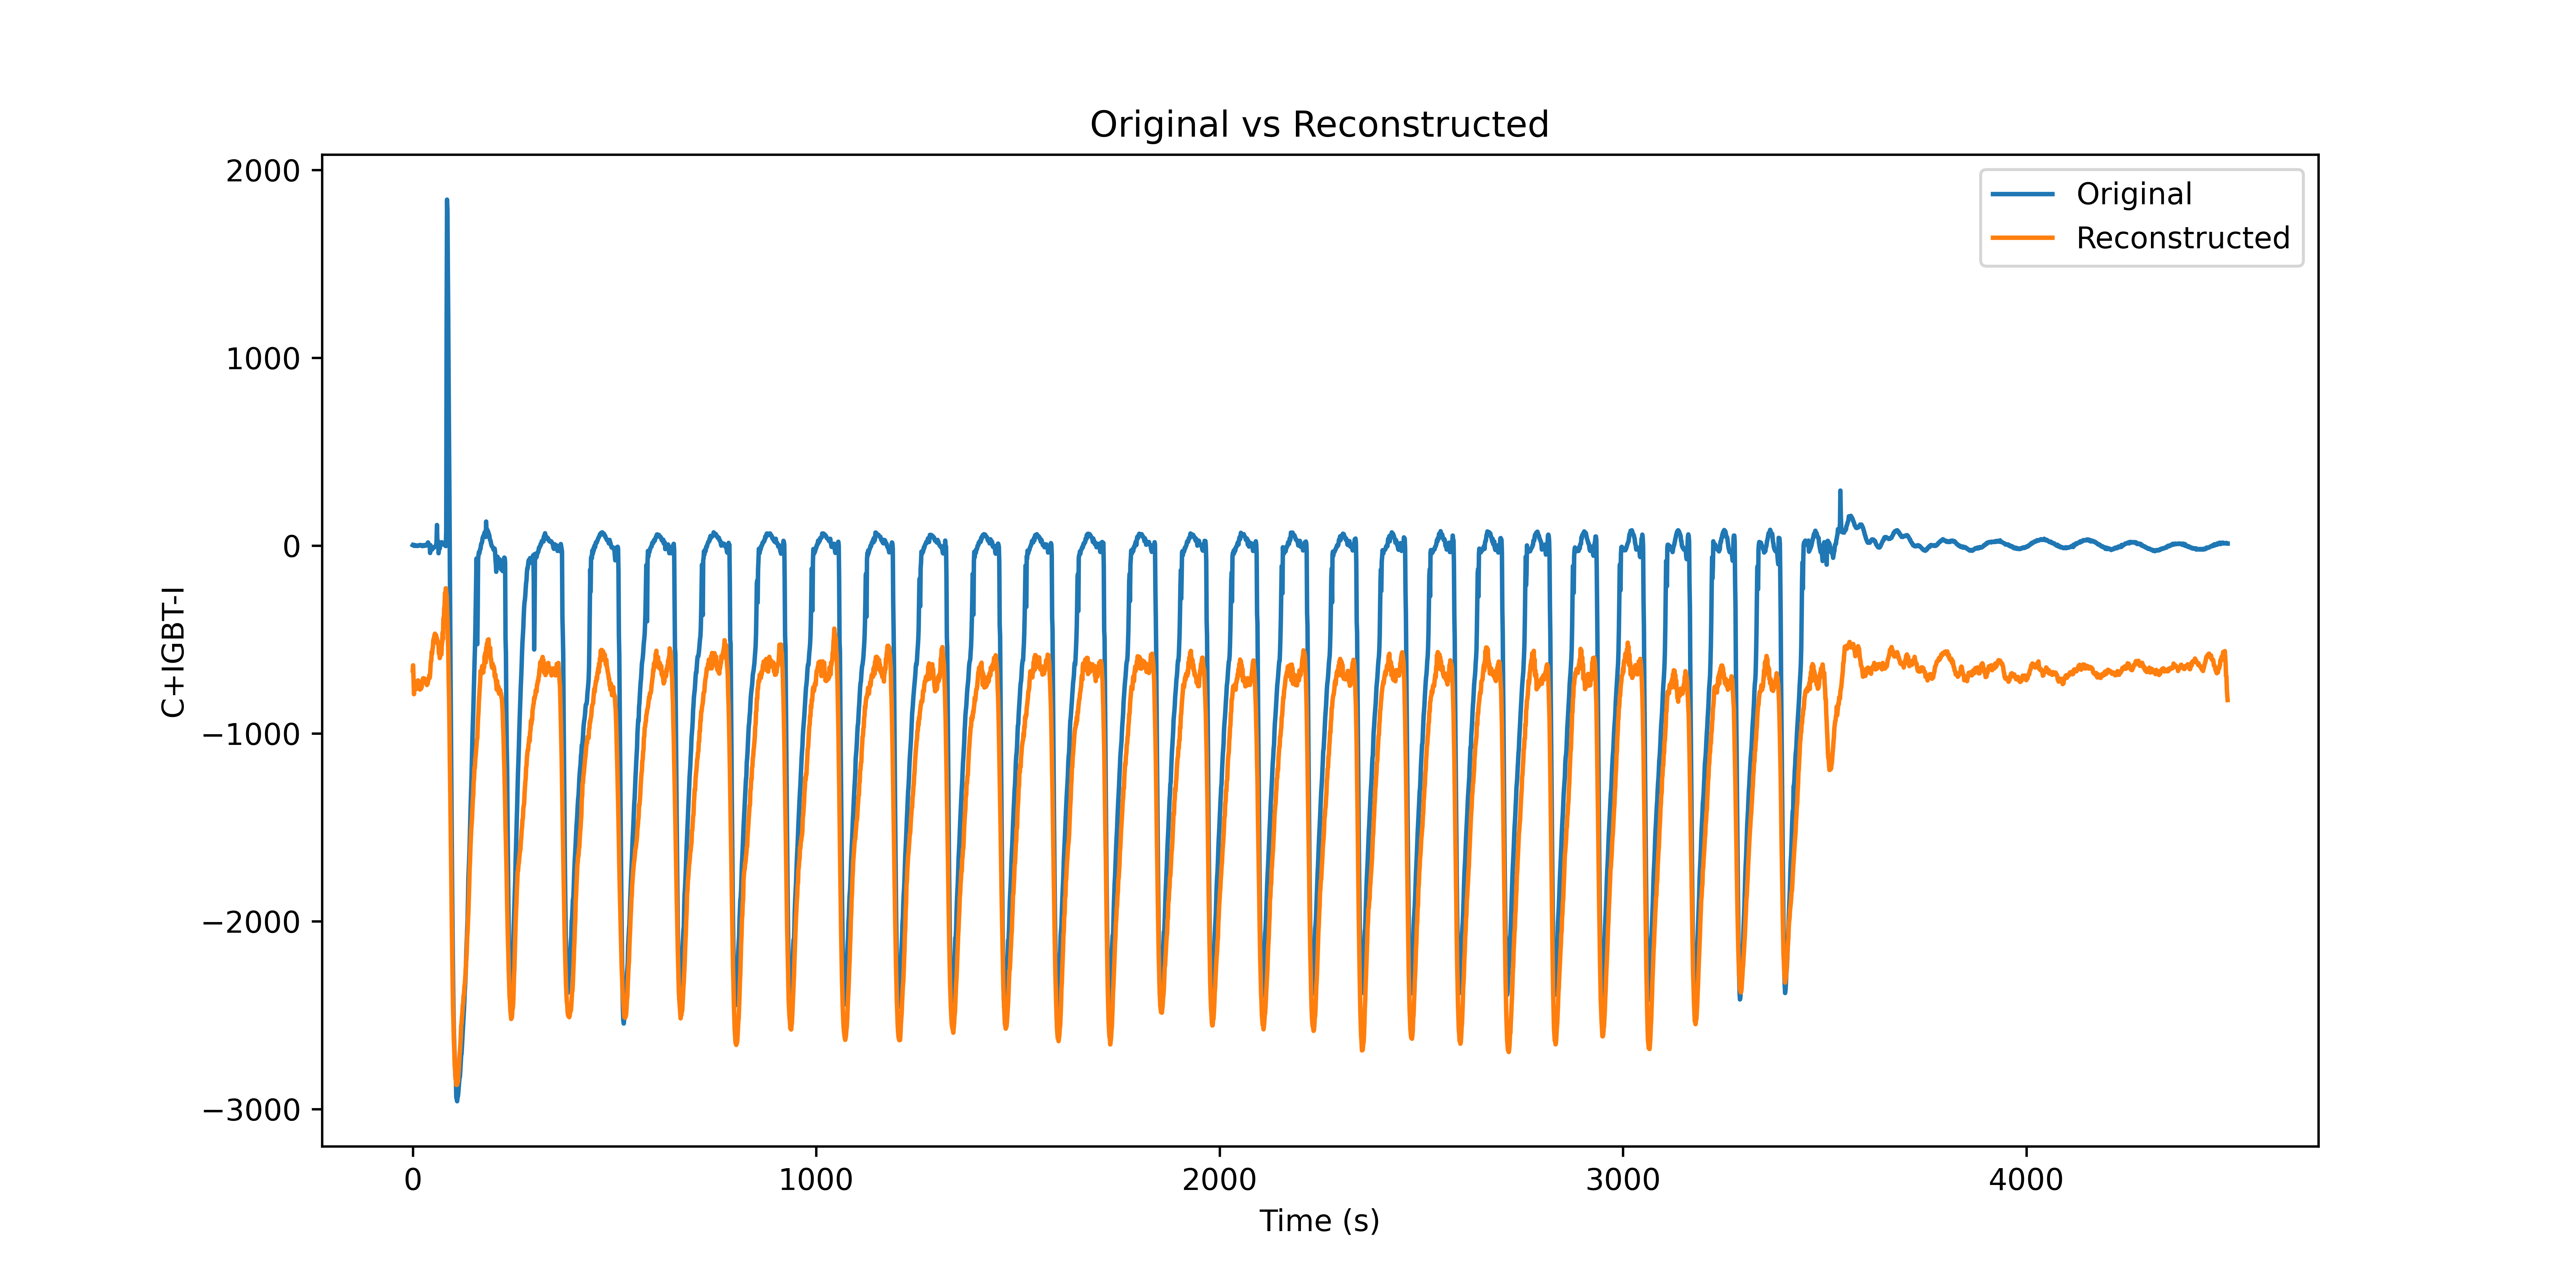 Original vs Reconstructed
Original
Reconstructed
C+IGBT-I
2000
1000
0
−1000
−2000
−3000
0
1000
2000
3000
4000
Time (s)